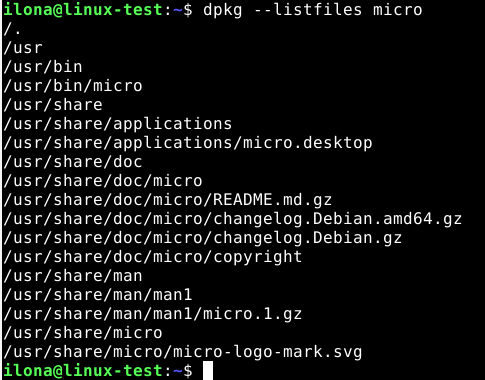 ilona@linux-test:~$ dpkg --listfiles micro
/.
/usr
/usr/bin
/usr/bin/micro
/usr/share
/usr/share/applications
/usr/share/applications/micro.desktop
/usr/share/doc
/usr/share/doc/micro
/usr/share/doc/micro/README.md.gz
/usr/share/doc/micro/changelog.Debian.amd64.gz
/usr/share/doc/micro/changelog.Debian.gz
/usr/share/doc/micro/copyright
/usr/share/man
/usr/share/man/man1
/usr/share/man/man1/micro.1.gz
/usr/share/micro
/usr/share/micro/micro-logo-mark.svg
ilona@linux-test:~$